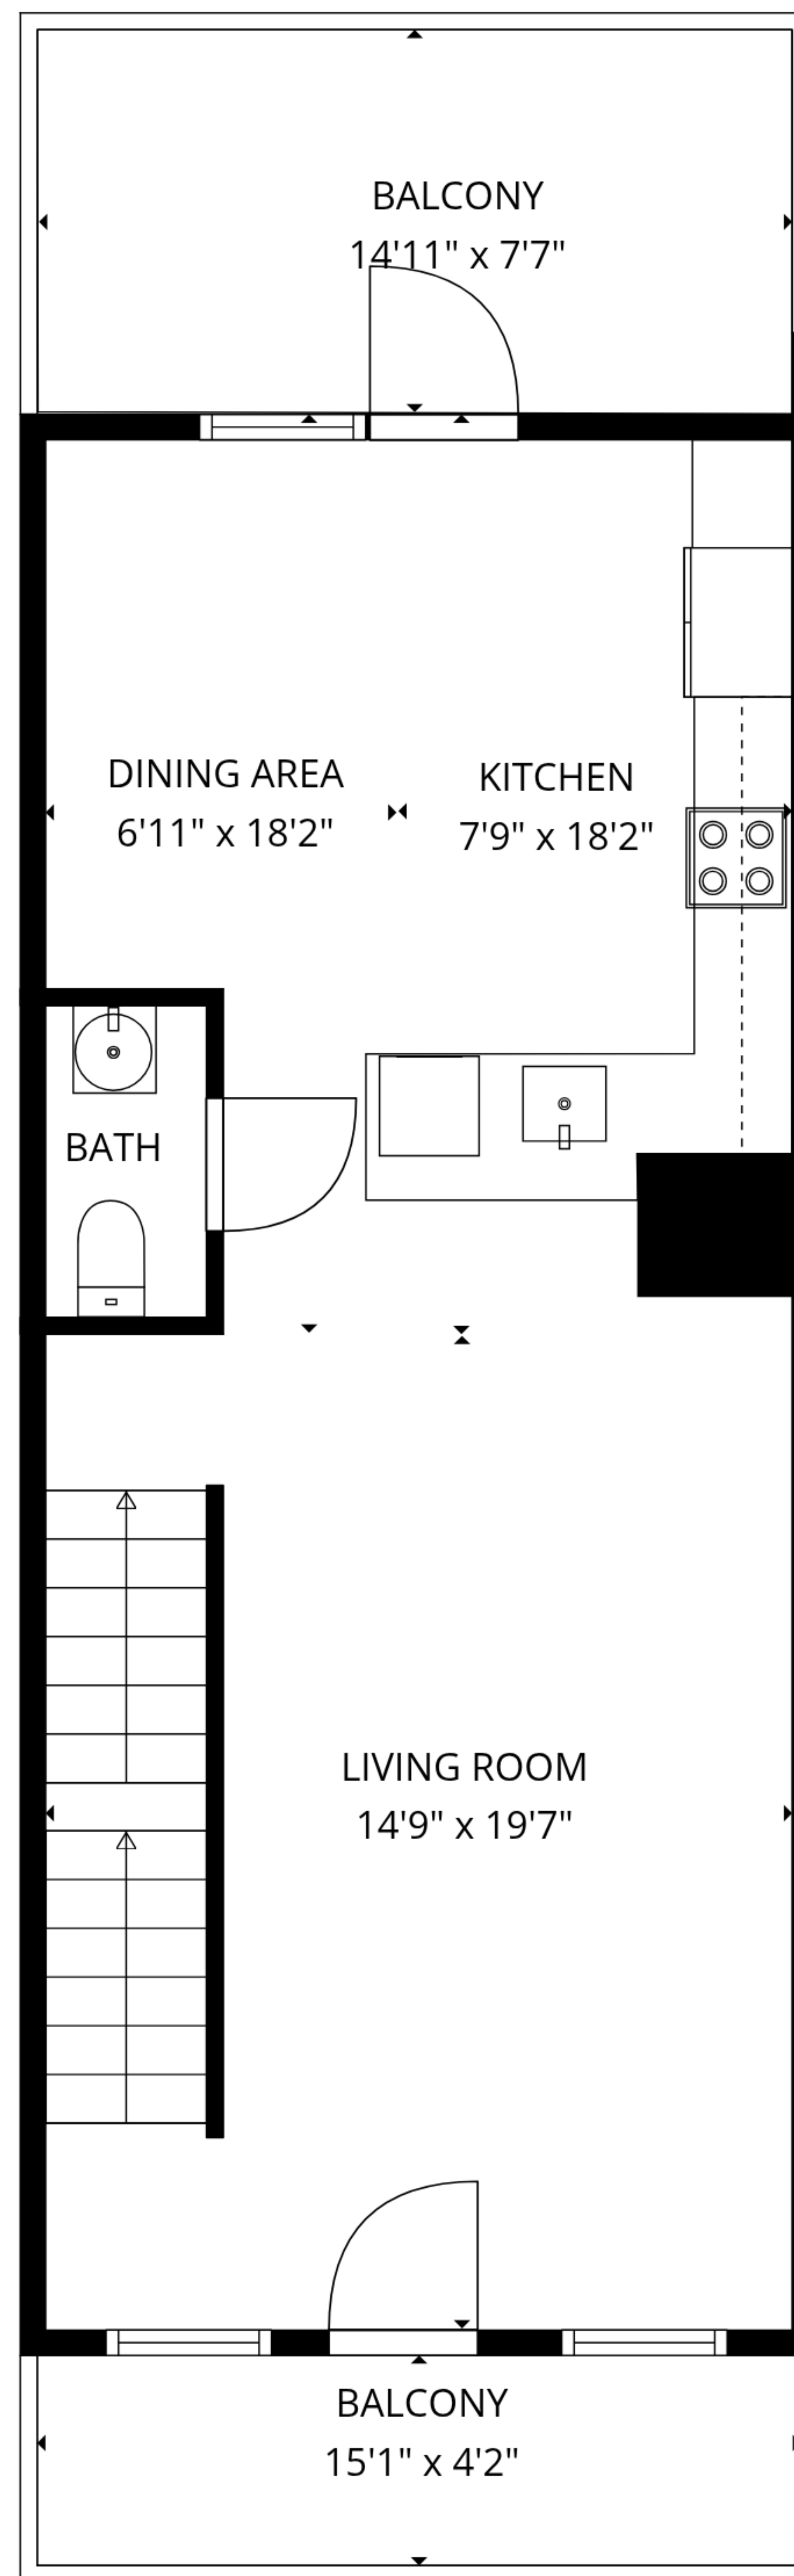 BALCONY
14'11" x 7'7"
DINING AREA
6'11" x 18'2"
KITCHEN
7'9" x 18'2"
BATH
LIVING ROOM
14'9" x 19'7"
BALCONY
15'1" x 4'2"